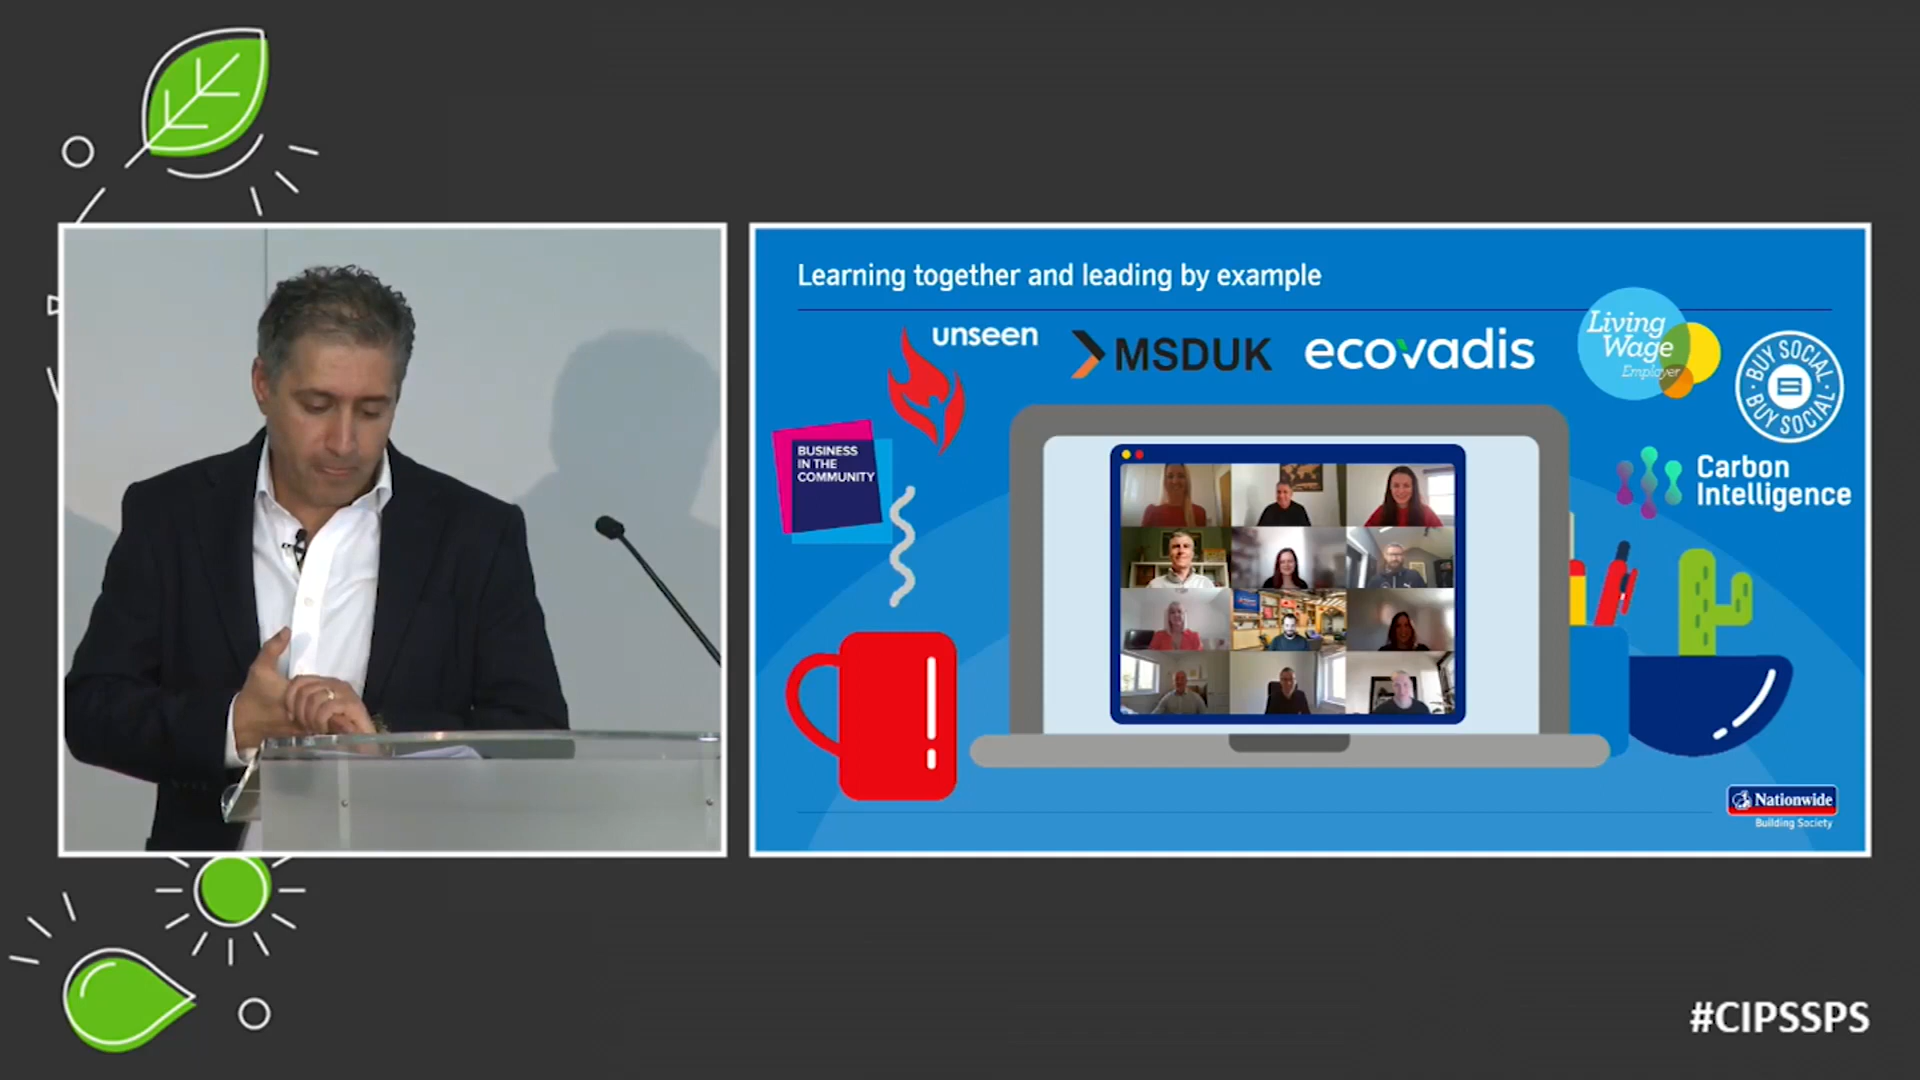 Learning together and leading by example
unseen
MSDUK
ecovadis
Living
Wage
Employer
BUY SOCIAL
BUY SOCIAL
BUSINESS
IN THE
COMMUNITY
Carbon
Intelligence
Nationwide
Building Society
#CIPSSPS